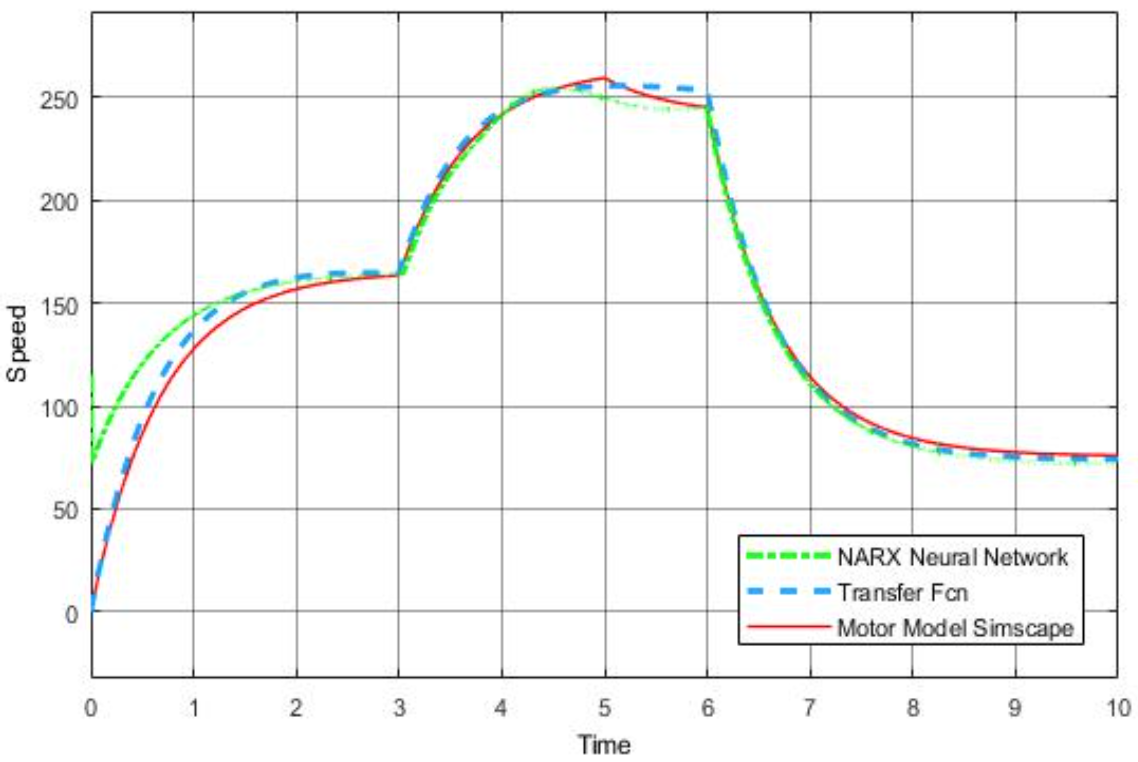 250
200
150
100
50
0
Speed
NARX Neural Network
Transfer Fcn
Motor Model Simscape
0 1 2 3 4 5 6 7 8 9 10
Time